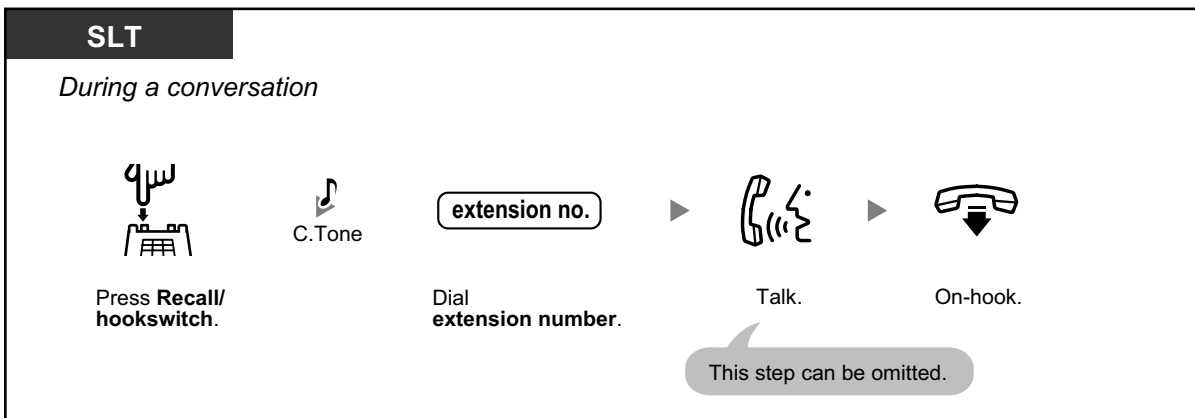 SLT
During a conversation
C.Tone
extension no.
Press Recall/
hookswitch.
Dial
extension number.
Talk.
On-hook.
This step can be omitted.